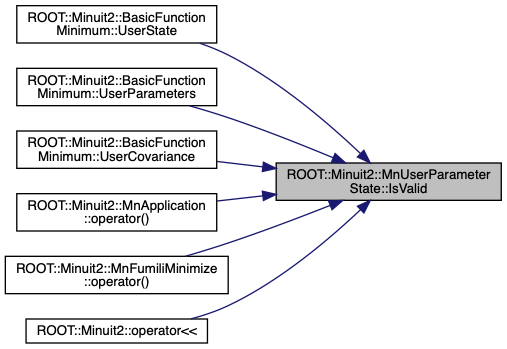 ROOT::Minuit2::BasicFunction
Minimum::UserState
ROOT::Minuit2::BasicFunction
Minimum::UserParameters
ROOT::Minuit2::BasicFunction
Minimum::UserCovariance
ROOT::Minuit2::MnUserParameter
State::IsValid
ROOT::Minuit2::MnApplication
::operator()
ROOT::Minuit2::MnFumiliMinimize
::operator()
ROOT::Minuit2::operator<<